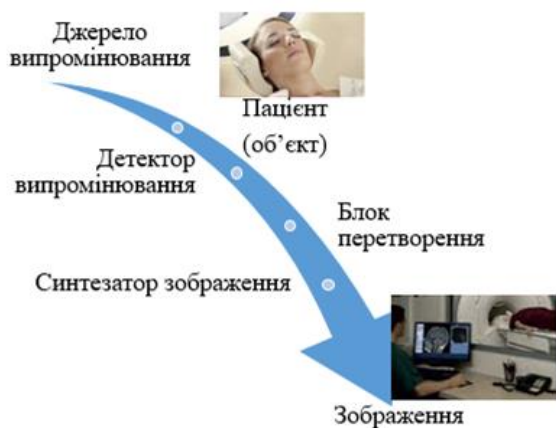 Джерело
випромінювання
Пацієнт
(об’єкт)
Детектор
випромінювання
Блок
перетворення
Синтезатор зображення
Зображення